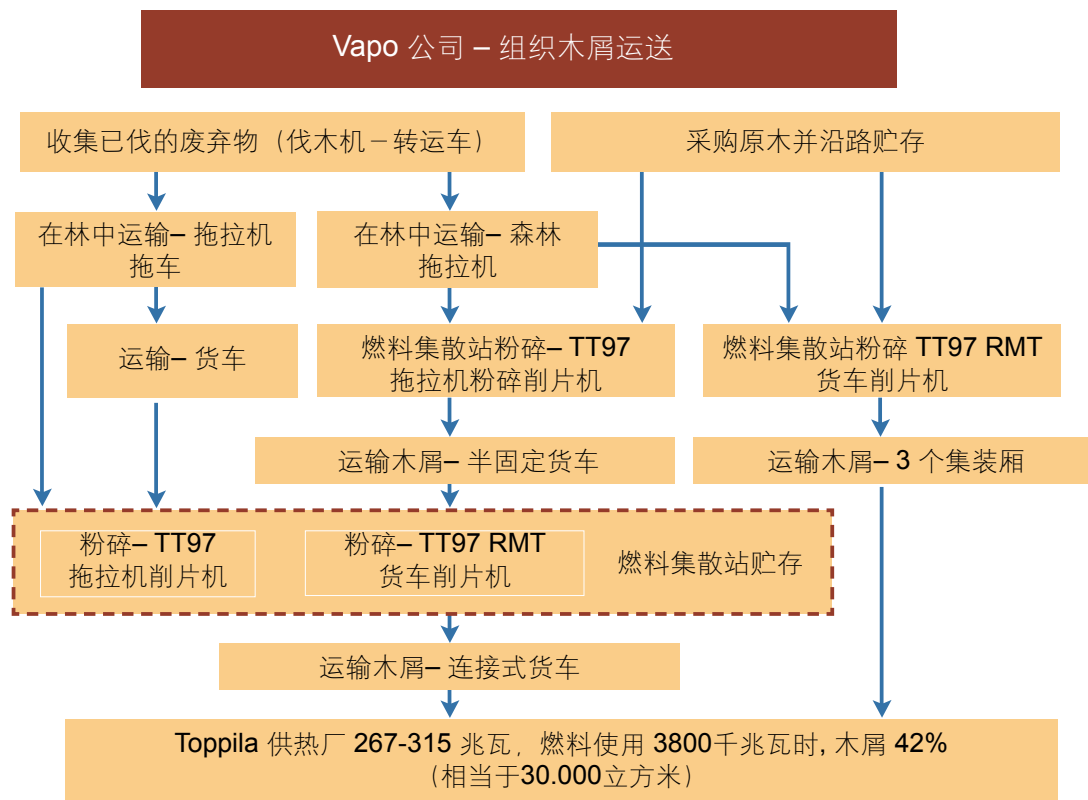 Vapo 公司 – 组织木屑运送
收集已伐的废弃物（伐木机－转运车）
采购原木并沿路贮存
在林中运输– 拖拉机
拖车
在林中运输– 森林
拖拉机
运输– 货车
燃料集散站粉碎– TT97
拖拉机粉碎削片机
燃料集散站粉碎 TT97 RMT
货车削片机
运输木屑– 半固定货车
运输木屑– 3 个集装厢
粉碎– TT97
拖拉机削片机
粉碎– TT97 RMT
货车削片机
燃料集散站贮存
运输木屑– 连接式货车
Toppila 供热厂 267-315 兆瓦，燃料使用 3800千兆瓦时, 木屑 42%
（相当于30.000立方米）